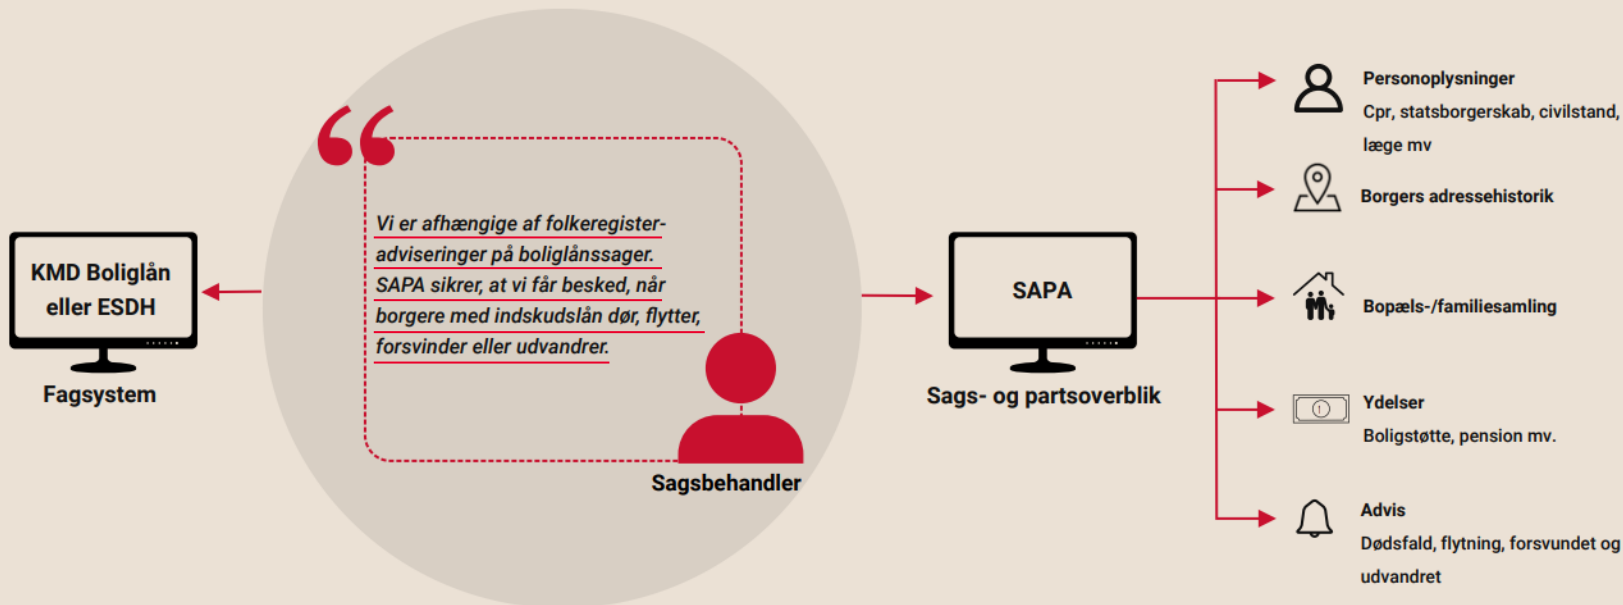 KMD Boliglån
eller ESDH
Fagsystem
Vi er afhængige af folkeregister-
adviseringer på boliglånssager.
SAPA sikrer, at vi får besked, når
borgere med indskudslån dør, flytter,
forsvinder eller udvandrer.
Sagsbehandler
SAPA
Sags- og partsoverblik
Personoplysninger
Cpr, statsborgerskab, civilstand,
læge mv
Borgers adressehistorik
Bopæls-/familiesamling
Ydelser
Boligstøtte, pension mv.
Advis
Dødsfald, flytning, forsvundet og
udvandret